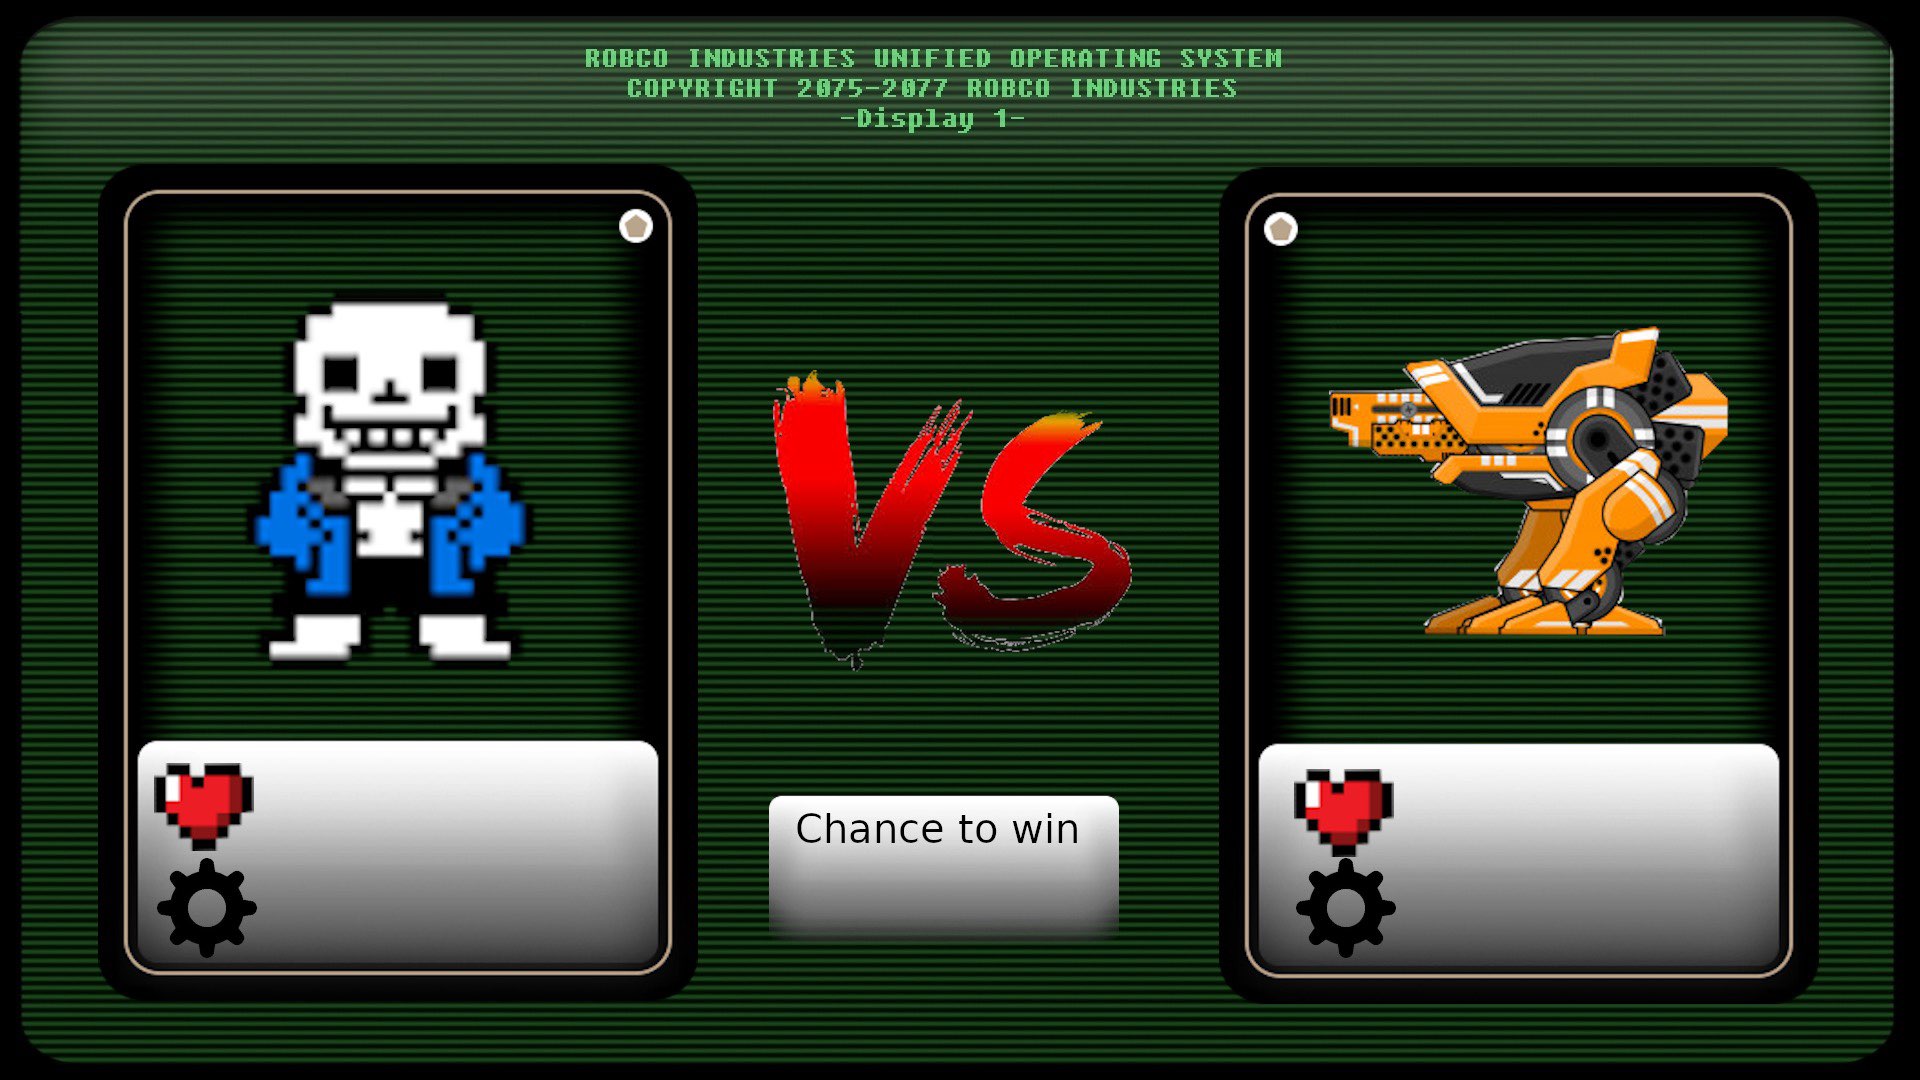 ROBCO INDUSTRIES UNIFIED OPERATING SYSTEM
COPYRIGHT 2075-2077 ROBCO INDUSTRIES
-Display 1-
VS
Chance to win